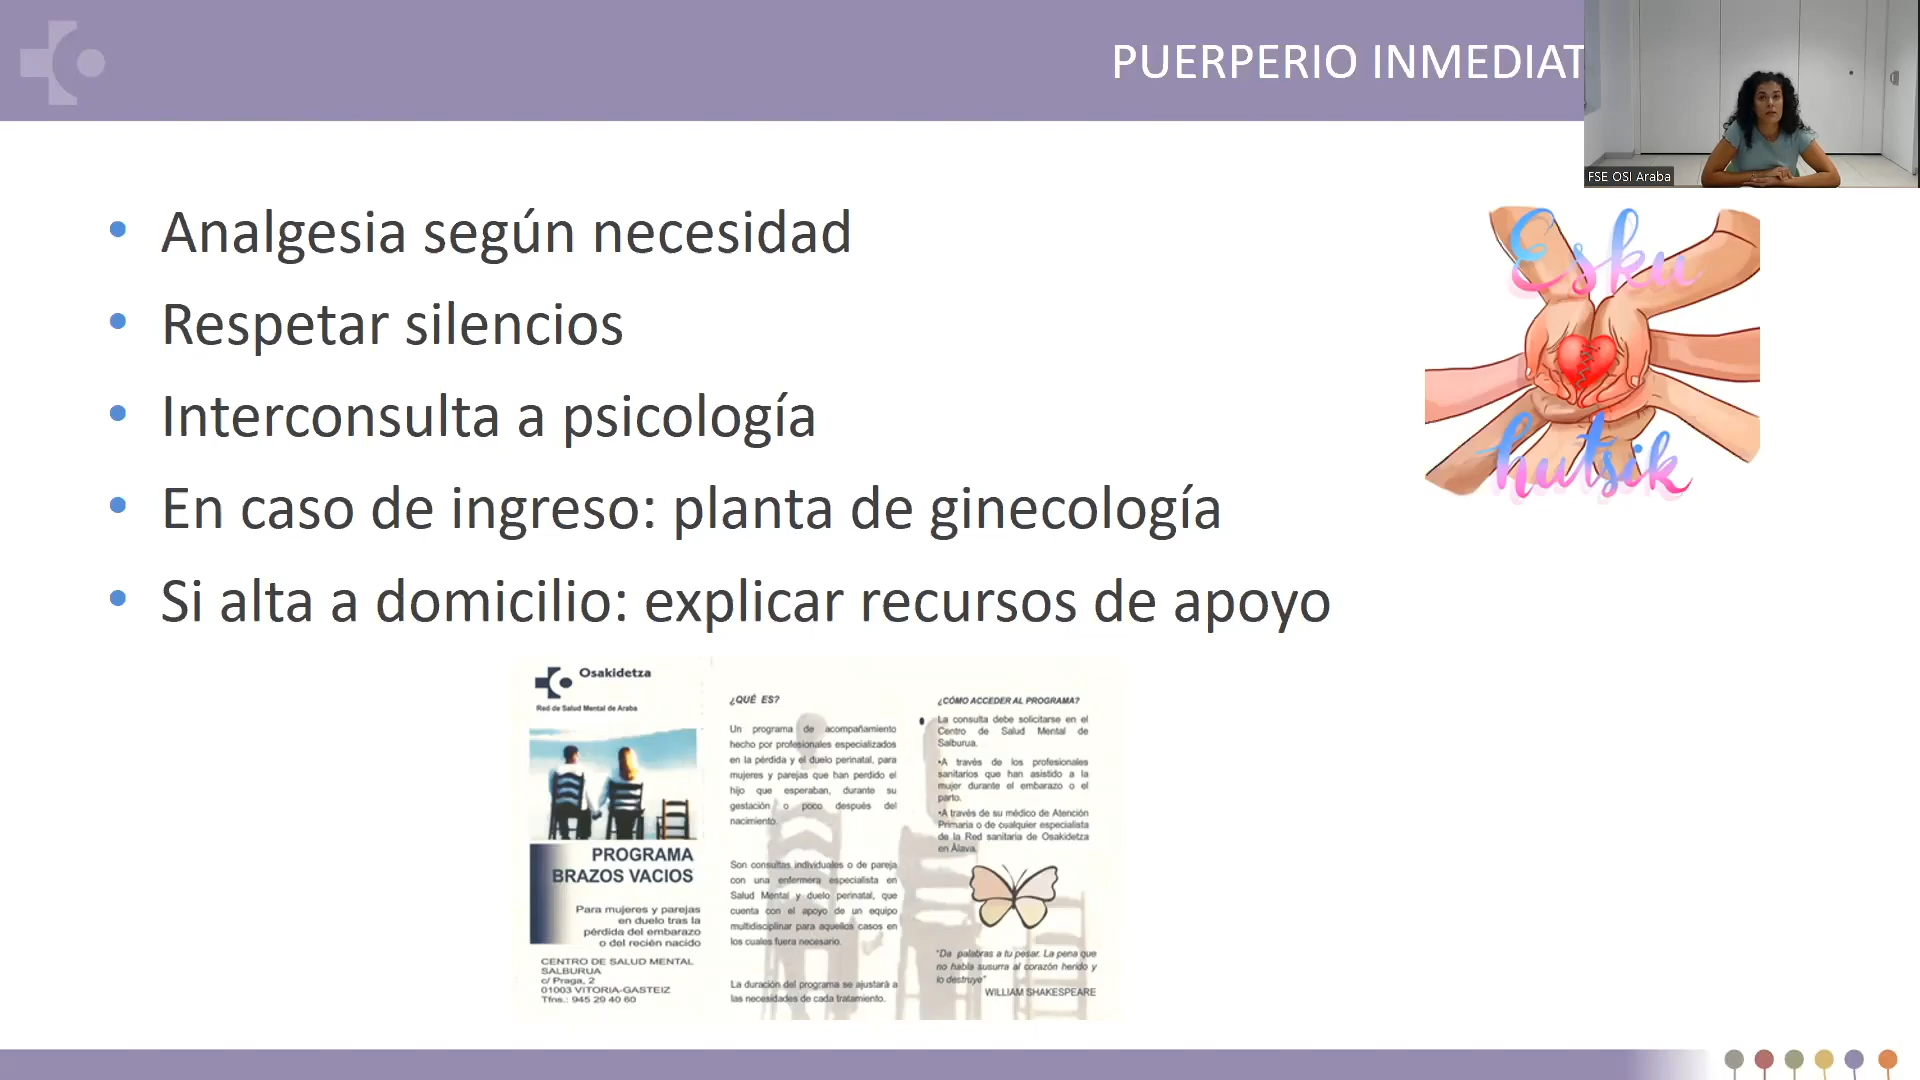 PUERPERIO INMEDIAT
FSE OSI Araba
• Analgesia según necesidad
• Respetar silencios
• Interconsulta a psicología
• En caso de ingreso: planta de ginecología
• Si alta a domicilio: explicar recursos de apoyo
Esku
hutsik
Osakidetza
Red de Salud Mental de Araba
PROGRAMA
BRAZOS VACIOS
Para mujeres y parejas
en duelo tras la
pérdida del embarazo
o del recién nacido
CENTRO DE SALUD MENTAL
SALBURUA
c/ Praga, 2
01003 VITORIA-GASTEIZ
Tfns.: 945 29 40 60
¿QUÉ ES?
Un programa de acompañamiento
hecho por profesionales especializados
en la pérdida y el duelo perinatal, para
mujeres y parejas que han perdido el
hijo que esperaban, durante su
gestación o poco después del
nacimiento.
Son consultas individuales o de pareja
con una enfermera especialista en
Salud Mental y duelo perinatal, que
cuenta con el apoyo de un equipo
multidisciplinar para aquellos casos en
los cuales fuera necesario.
La duración del programa se ajustará a
las necesidades de cada tratamiento.
¿CÓMO ACCEDER AL PROGRAMA?
• La consulta debe solicitarse en el
Centro de Salud Mental de
Salburua.
•A través de los profesionales
sanitarios que han asistido a la
mujer durante el embarazo o el
parto.
•A través de su médico de Atención
Primaria o de cualquier especialista
de la Red sanitaria de Osakidetza
en Álava.
"Da palabras a tu pesar. La pena que
no habla susurra al corazón herido y
lo destruye"
WILLIAM SHAKESPEARE